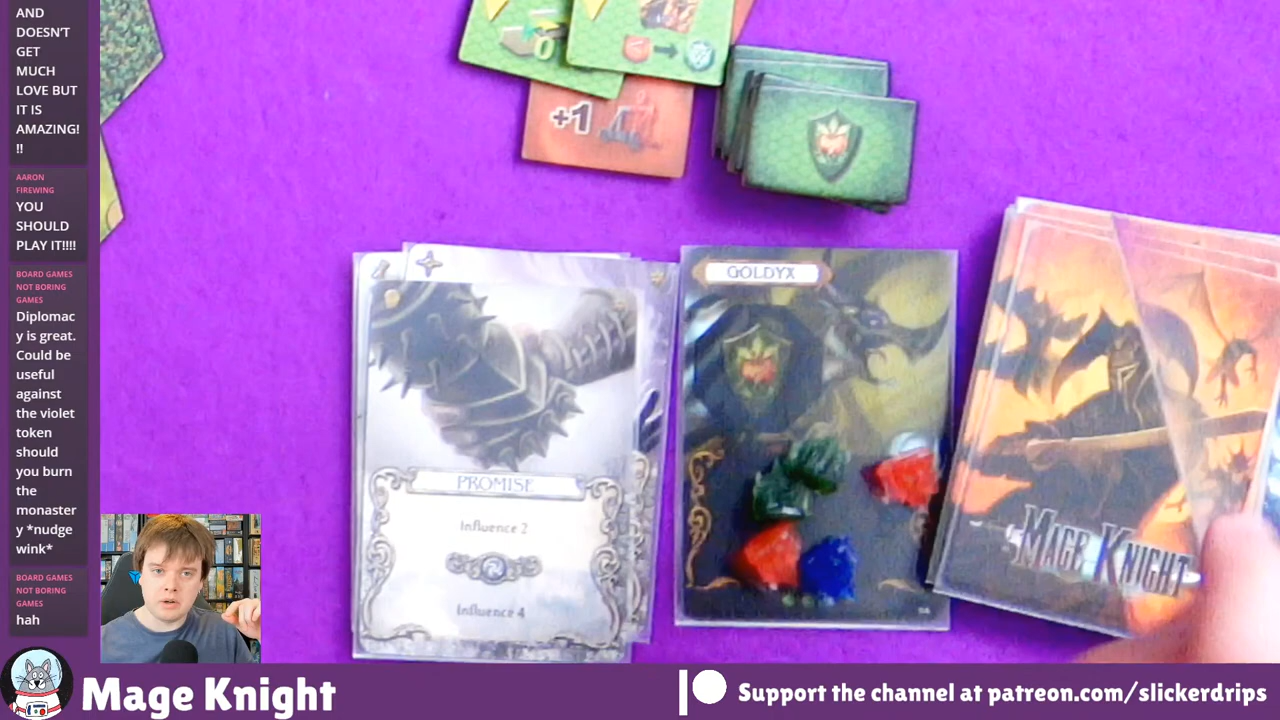 AND
DOESN'T
GET
MUCH
LOVE BUT
IT IS
AMAZING!
!!
AARON
FIREWING
YOU
SHOULD
PLAY IT!!!!
BOARD GAMES
NOT BORING
GAMES
Diplomac
y is great.
Could be
useful
against
the violet
token
should
you burn
the
monaster
y *nudge
wink*
BOARD GAMES
NOT BORING
GAMES
hah
0
+1
GOLDYX
PROMISE
Influence 2
Influence 4
MAGE KNIGHT
Mage Knight
Support the channel at patreon.com/slickerdrips